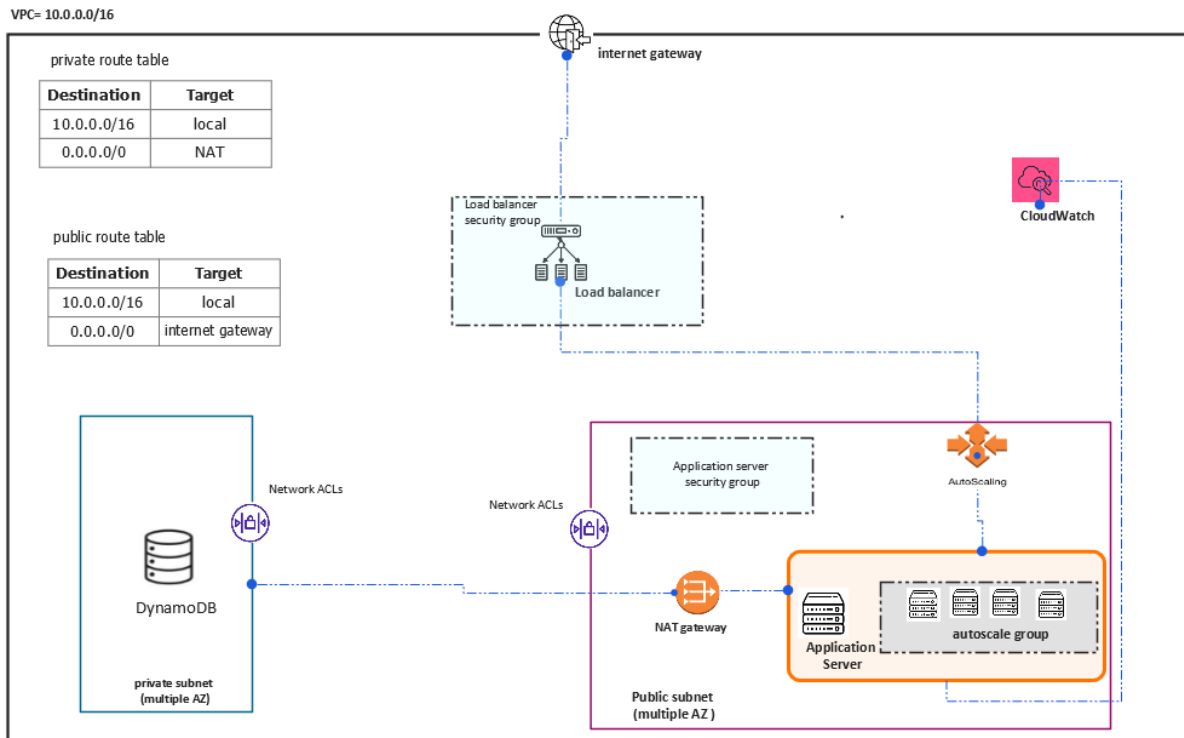 VPC= 10.0.0.0/16
internet gateway
private route table
Destination Target
10.0.0.0/16 local
0.0.0.0/0 NAT
CloudWatch
Load balancer
security group
Load balancer
public route table
Destination Target
10.0.0.0/16 local
0.0.0.0/0 internet gateway
Application server
security group
AutoScaling
Network ACLs
Network ACLs
DynamoDB
NAT gateway
autoscale group
Application
Server
private subnet
(multiple AZ)
Public subnet
(multiple AZ )